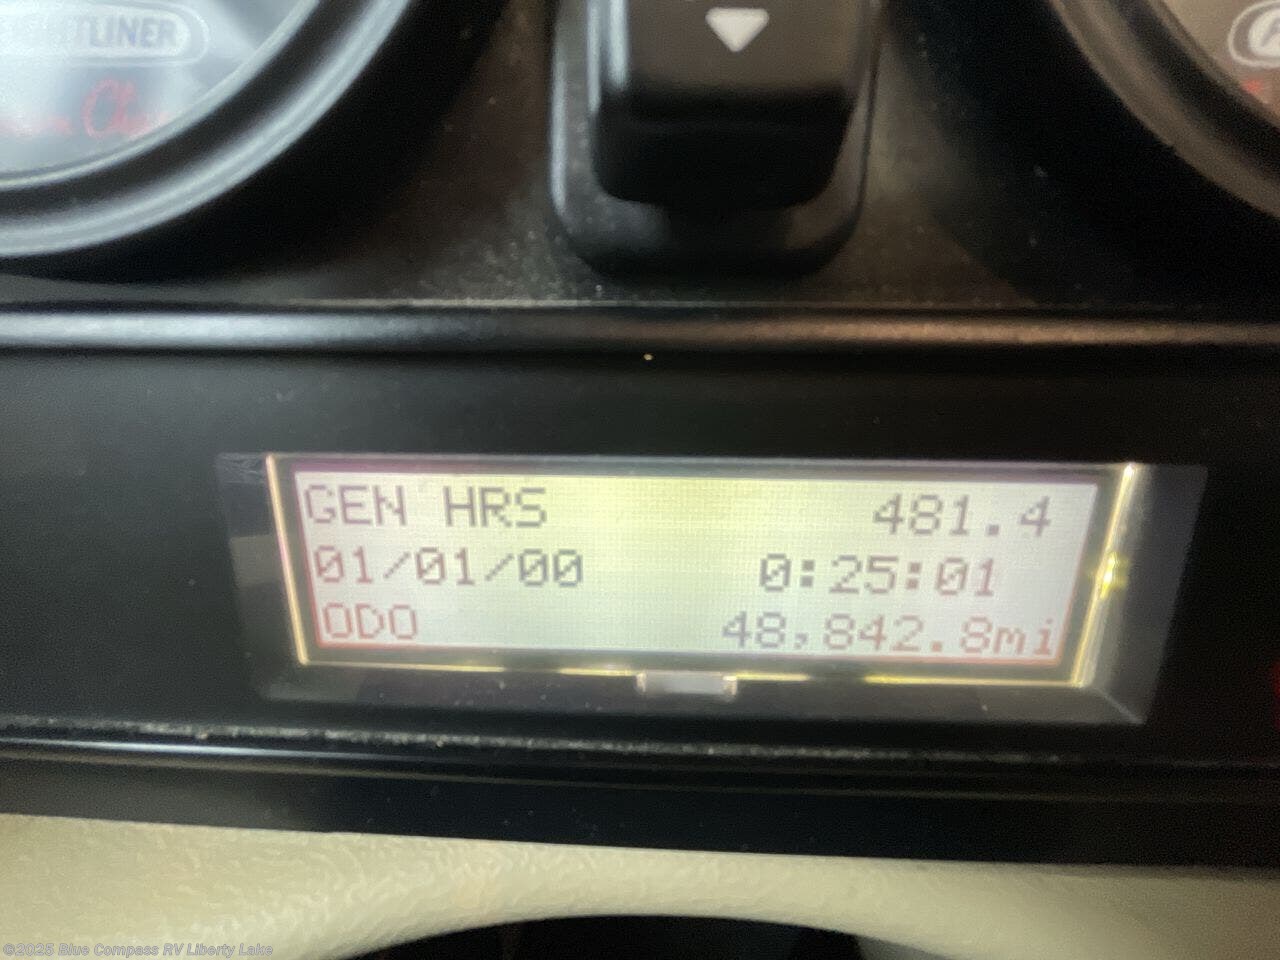 GEN HRS 481.4
01/01/00 0:25:01
ODO 48,842.8mi
©2025 Blue Compass RV Liberty Lake